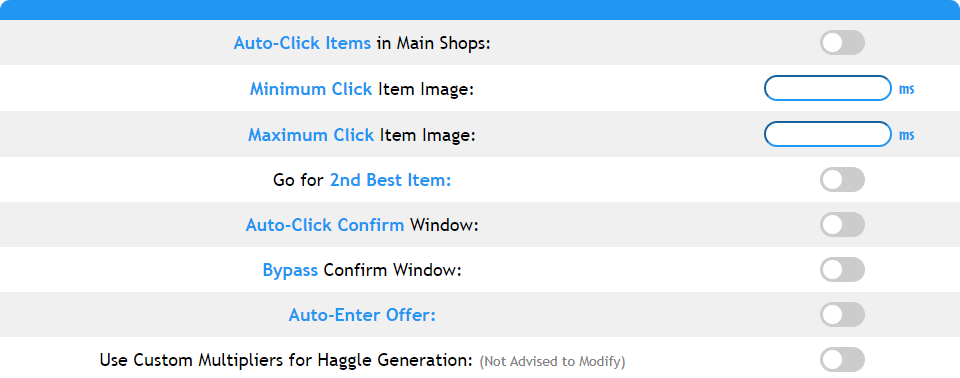 Auto-Click Items in Main Shops:
Minimum Click Item Image: ms
Maximum Click Item Image: ms
Go for 2nd Best Item:
Auto-Click Confirm Window:
Bypass Confirm Window:
Auto-Enter Offer:
Use Custom Multipliers for Haggle Generation: (Not Advised to Modify)